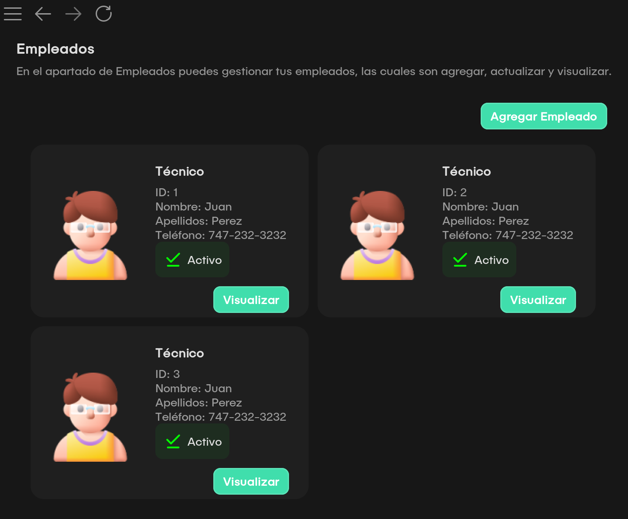 Empleados
En el apartado de Empleados puedes gestionar tus empleados, las cuales son agregar, actualizar y visualizar.
Agregar Empleado
Técnico
ID: 1
Nombre: Juan
Apellidos: Perez
Teléfono: 747-232-3232
Activo
Visualizar
Técnico
ID: 2
Nombre: Juan
Apellidos: Perez
Teléfono: 747-232-3232
Activo
Visualizar
Técnico
ID: 3
Nombre: Juan
Apellidos: Perez
Teléfono: 747-232-3232
Activo
Visualizar